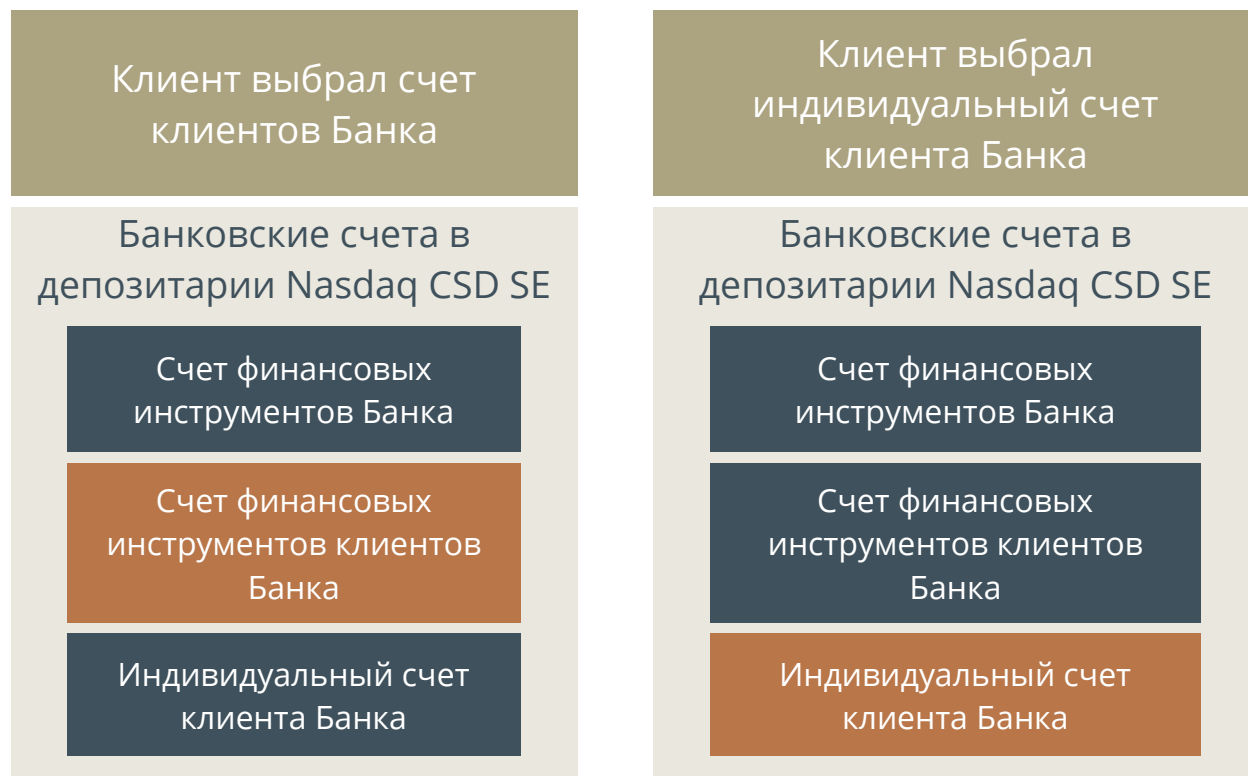 Клиент выбрал счет
клиентов Банка
Банковские счета в
депозитарии Nasdaq CSD SE
Счет финансовых
инструментов Банка
Счет финансовых
инструментов клиентов
Банка
Индивидуальный счет
клиента Банка
Клиент выбрал
индивидуальный счет
клиента Банка
Банковские счета в
депозитарии Nasdaq CSD SE
Счет финансовых
инструментов Банка
Счет финансовых
инструментов клиентов
Банка
Индивидуальный счет
клиента Банка